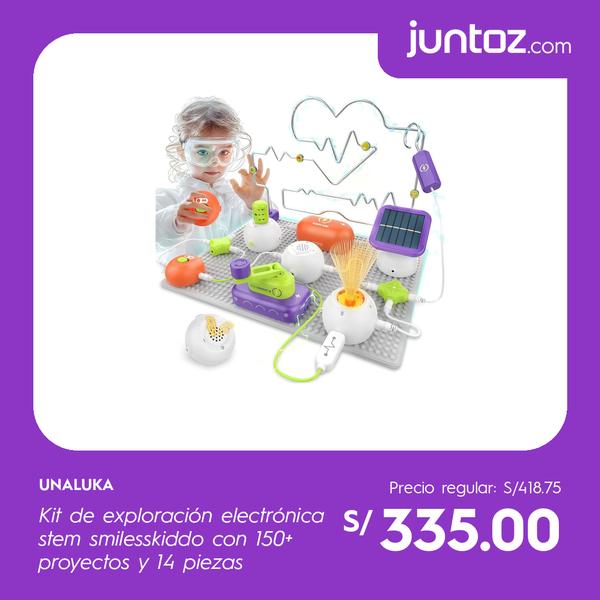 juntoz.com
UNALUKA
Kit de exploración electrónica
stem smilesskiddo con 150+
proyectos y 14 piezas
Precio regular: S/418.75
S/ 335.00